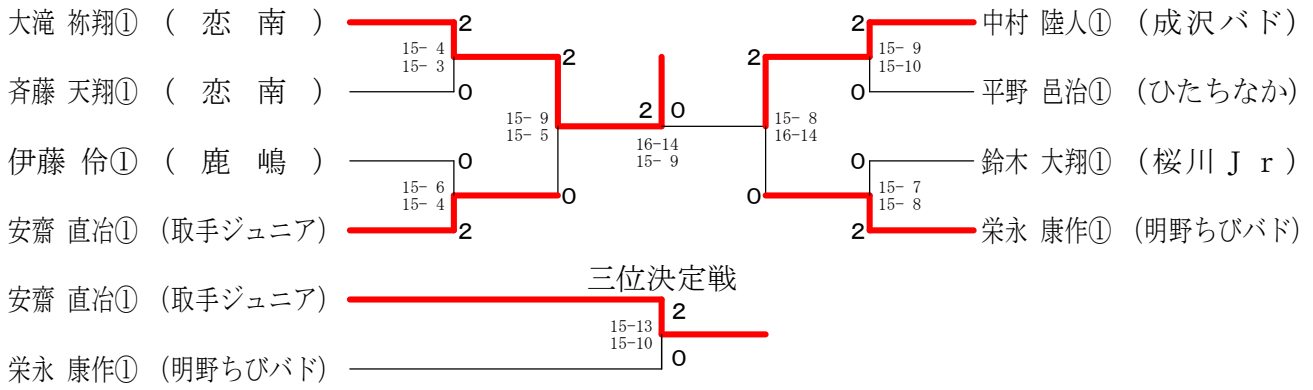 大滝 祢翔① ( 恋 南 )
2
15- 4
15- 3
0
斉藤 天翔① ( 恋 南 )
2
15- 9
15- 5
0
伊藤 伶① ( 鹿 嶋 )
0
15- 6
15- 4
2
安齋 直冶① (取手ジュニア)
2 0
16-14
15- 9
中村 陸人① (成沢バド)
2
15- 9
15-10
0
平野 邑治① (ひたちなか)
2
15- 8
16-14
0
鈴木 大翔① (桜川Jr)
0
15- 7
15- 8
2
栄永 康作① (明野ちびバド)
三位決定戦
安齋 直冶① (取手ジュニア)
2
15-13
15-10
0
栄永 康作① (明野ちびバド)